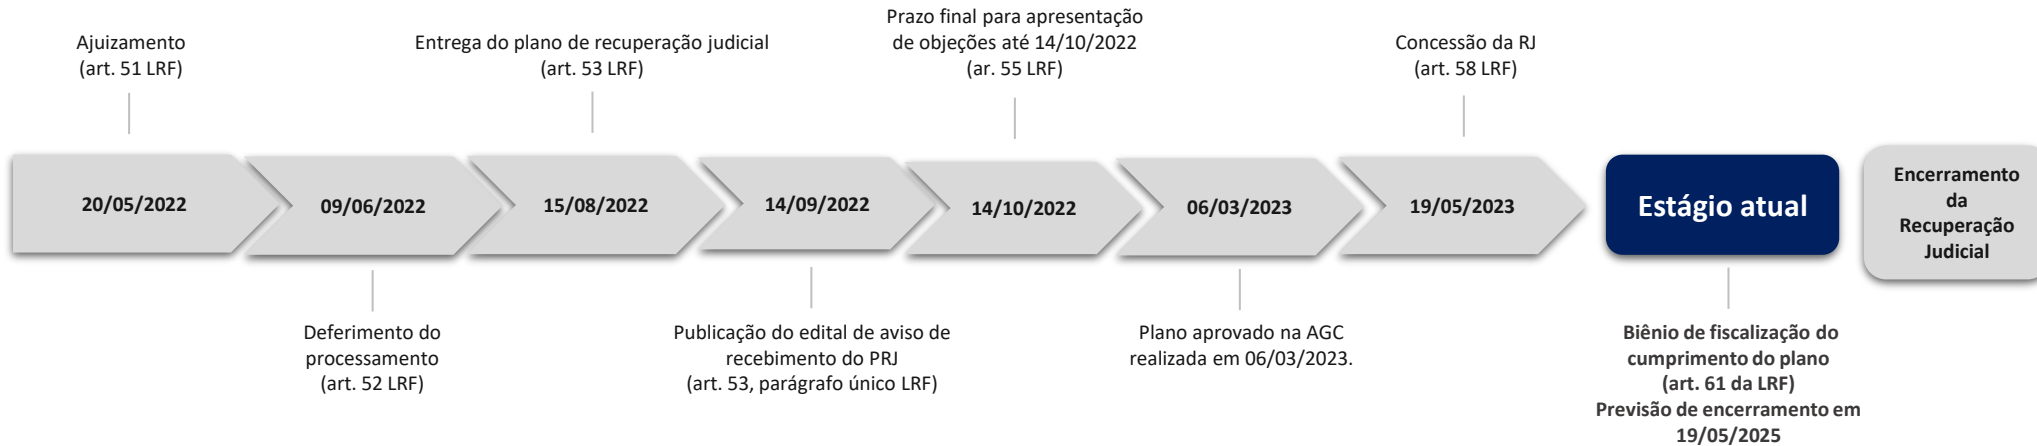 Ajuizamento
(art. 51 LRF)
Entrega do plano de recuperação judicial
(art. 53 LRF)
Prazo final para apresentação
de objeções até 14/10/2022
(ar. 55 LRF)
Concessão da RJ
(art. 58 LRF)
20/05/2022
09/06/2022
15/08/2022
14/09/2022
14/10/2022
06/03/2023
19/05/2023
Estágio atual
Encerramento
da
Recuperação
Judicial
Deferimento do
processamento
(art. 52 LRF)
Publicação do edital de aviso de
recebimento do PRJ
(art. 53, parágrafo único LRF)
Plano aprovado na AGC
realizada em 06/03/2023.
Biênio de fiscalização do
cumprimento do plano
(art. 61 da LRF)
Previsão de encerramento em
19/05/2025